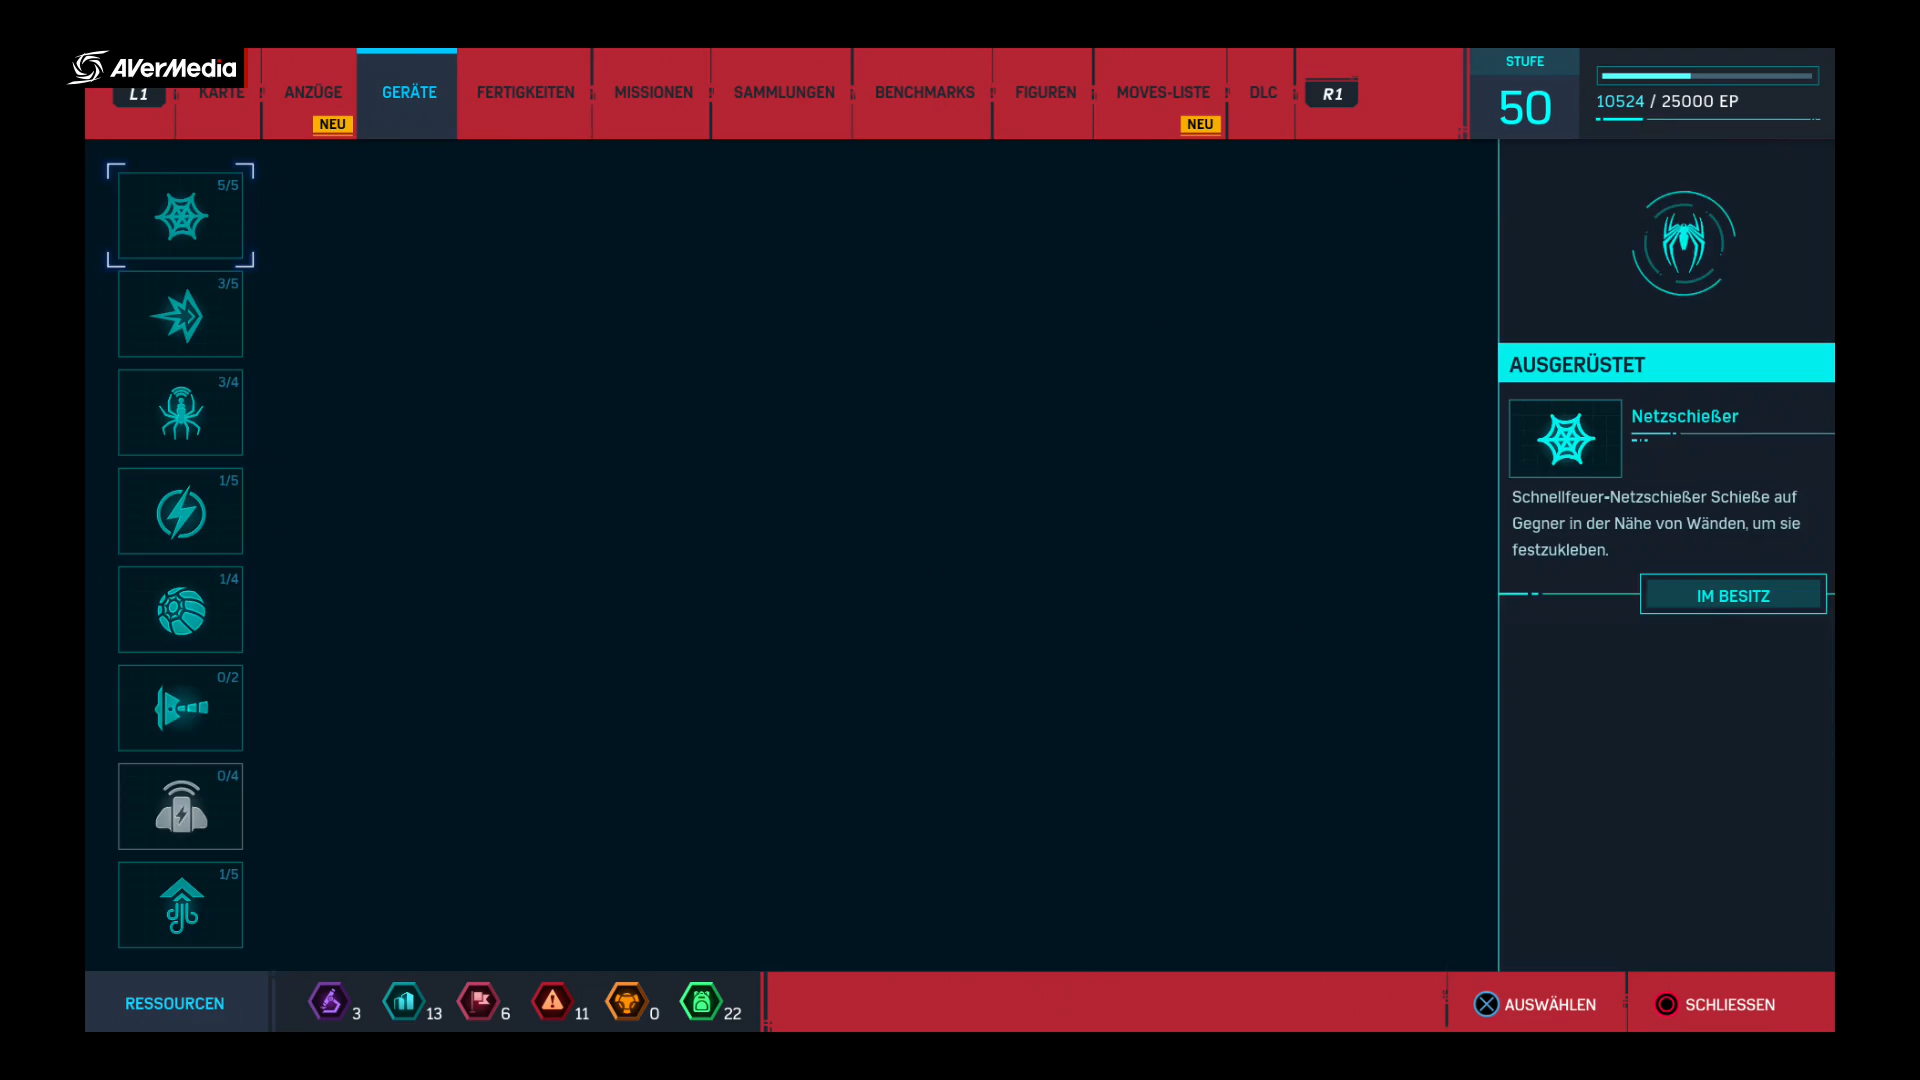 AVerMedia
L1
KARTE
ANZÜGE
NEU
GERÄTE
FERTIGKEITEN
MISSIONEN
SAMMLUNGEN
BENCHMARKS
FIGUREN
MOVES-LISTE
NEU
DLC
R1
STUFE
50
10524 / 25000 EP
5/5
3/5
3/4
1/5
1/4
0/2
0/4
1/5
AUSGERÜSTET
Netzschießer
Schnellfeuer-Netzschießer Schieße auf
Gegner in der Nähe von Wänden, um sie
festzukleben.
IM BESITZ
RESSOURCEN
3
13
6
11
0
22
AUSWÄHLEN
SCHLIESSEN